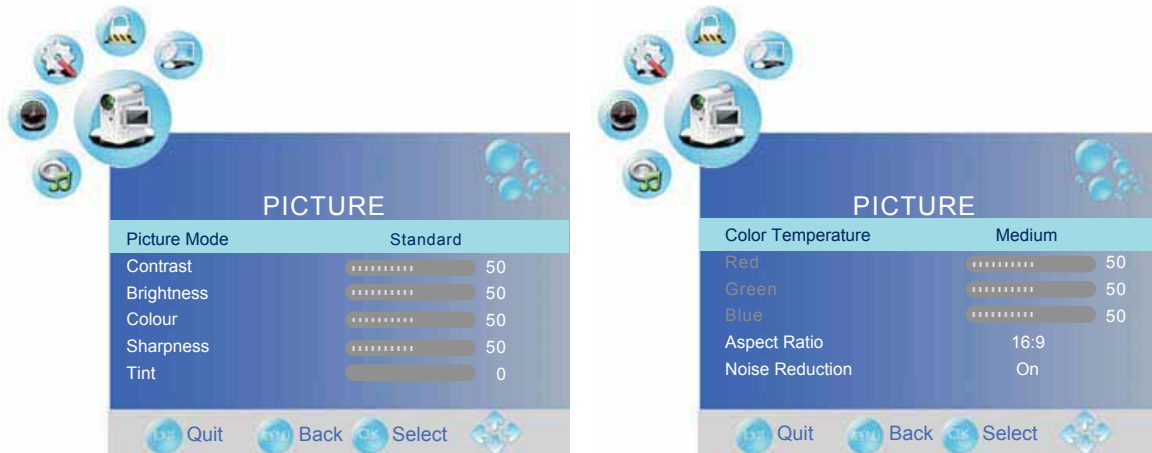 PICTURE
Picture Mode Standard
Contrast 50
Brightness 50
Colour 50
Sharpness 50
Tint 0
Quit Back Select
PICTURE
Color Temperature Medium
Red 50
Green 50
Blue 50
Aspect Ratio 16:9
Noise Reduction On
Quit Back Select